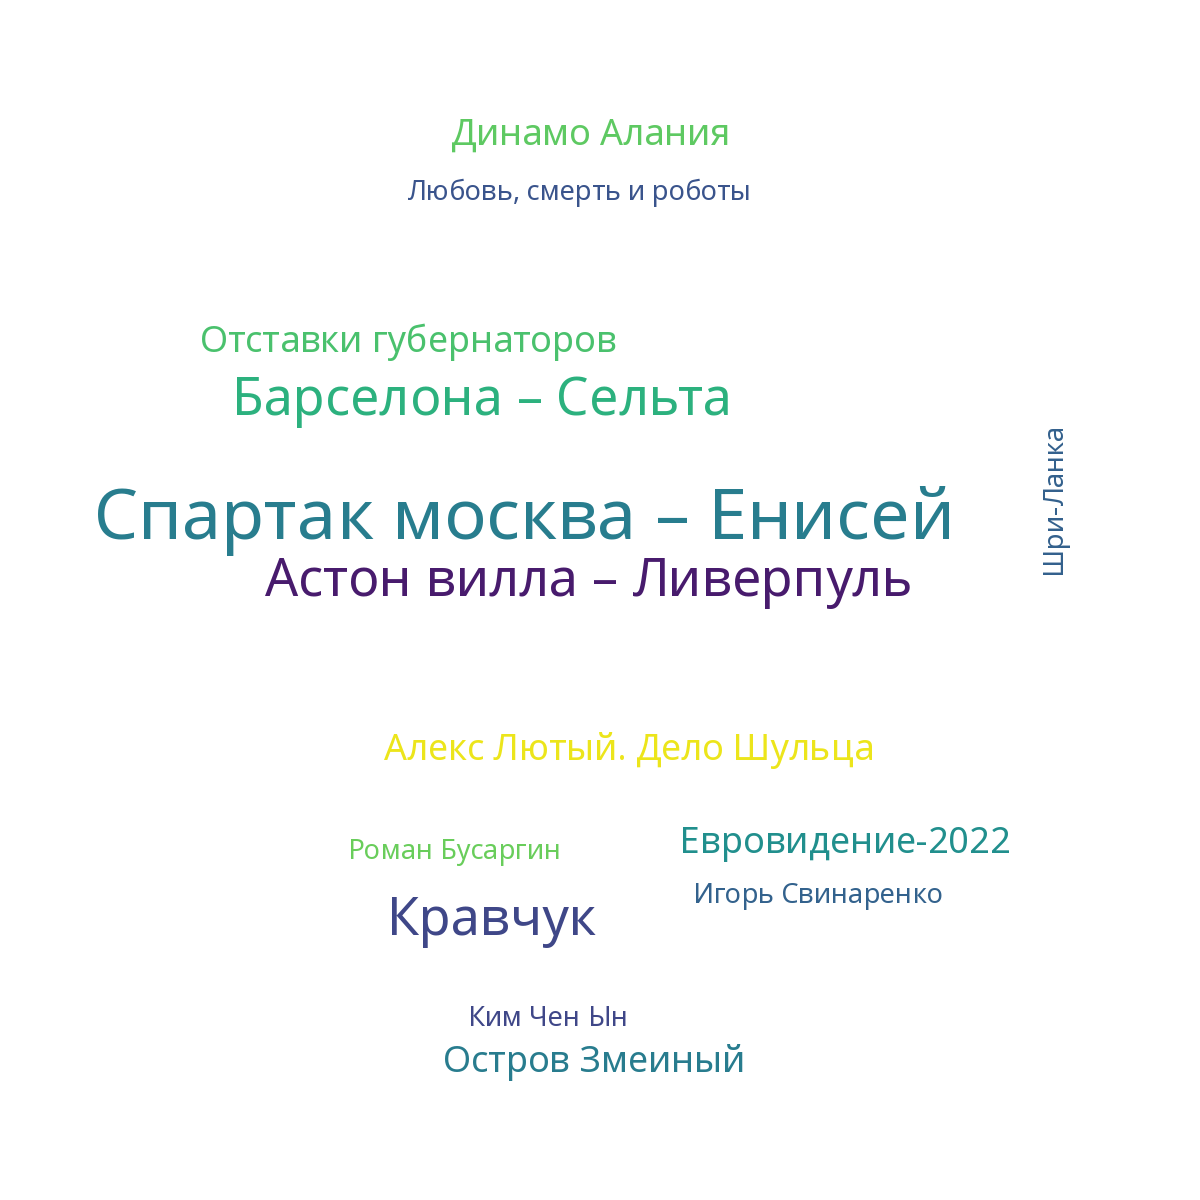 Динамо Алания
Любовь, смерть и роботы
Отставки губернаторов
Барселона – Сельта
Шри-Ланка
Спартак москва – Енисей
Астон вилла – Ливерпуль
Алекс Лютый. Дело Шульца
Евровидение-2022
Роман Бусаргин
Игорь Свинаренко
Кравчук
Ким Чен Ын
Остров Змеиный